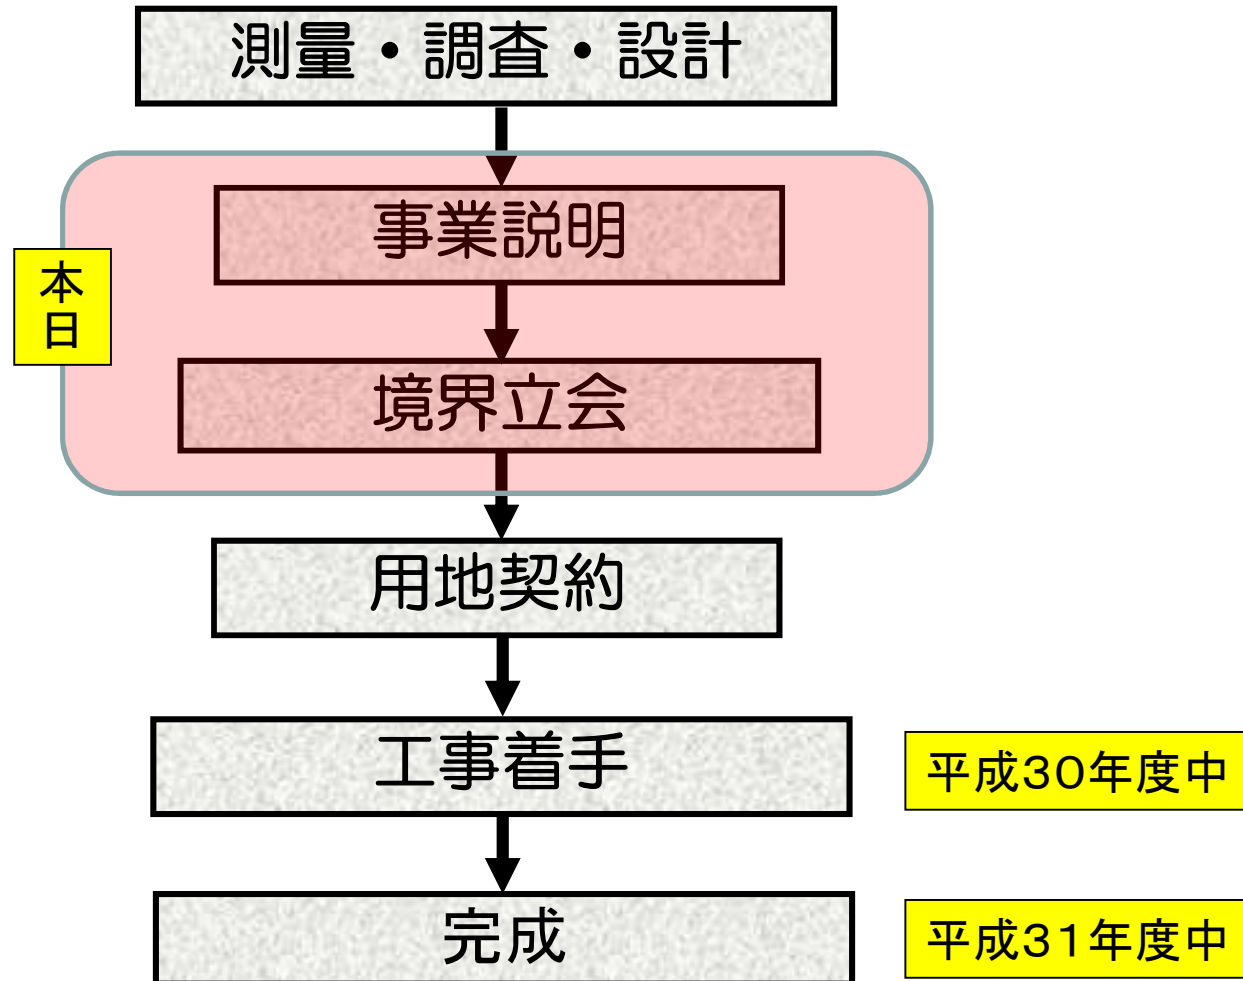 測量・調査・設計
事業説明
本日
境界立会
用地契約
工事着手
平成30年度中
完成
平成31年度中